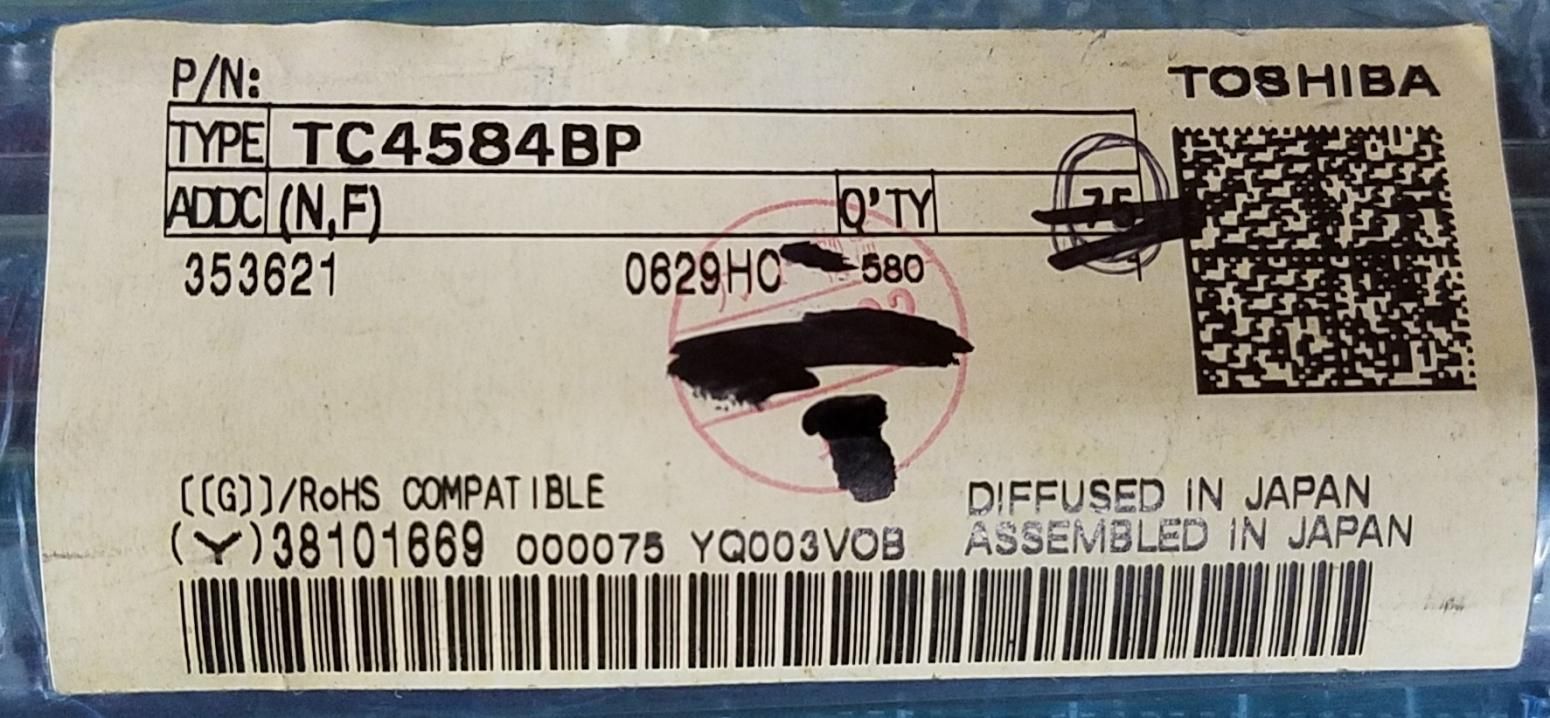 P/N:
TOSHIBA
TYPE TC4584BP
ADDC (N,F) Q'TY 75
353621 0629HC 580
[[G]]/RoHS COMPATIBLE
DIFFUSED IN JAPAN
(Y)38101669 000075 YQ003VOB
ASSEMBLED IN JAPAN